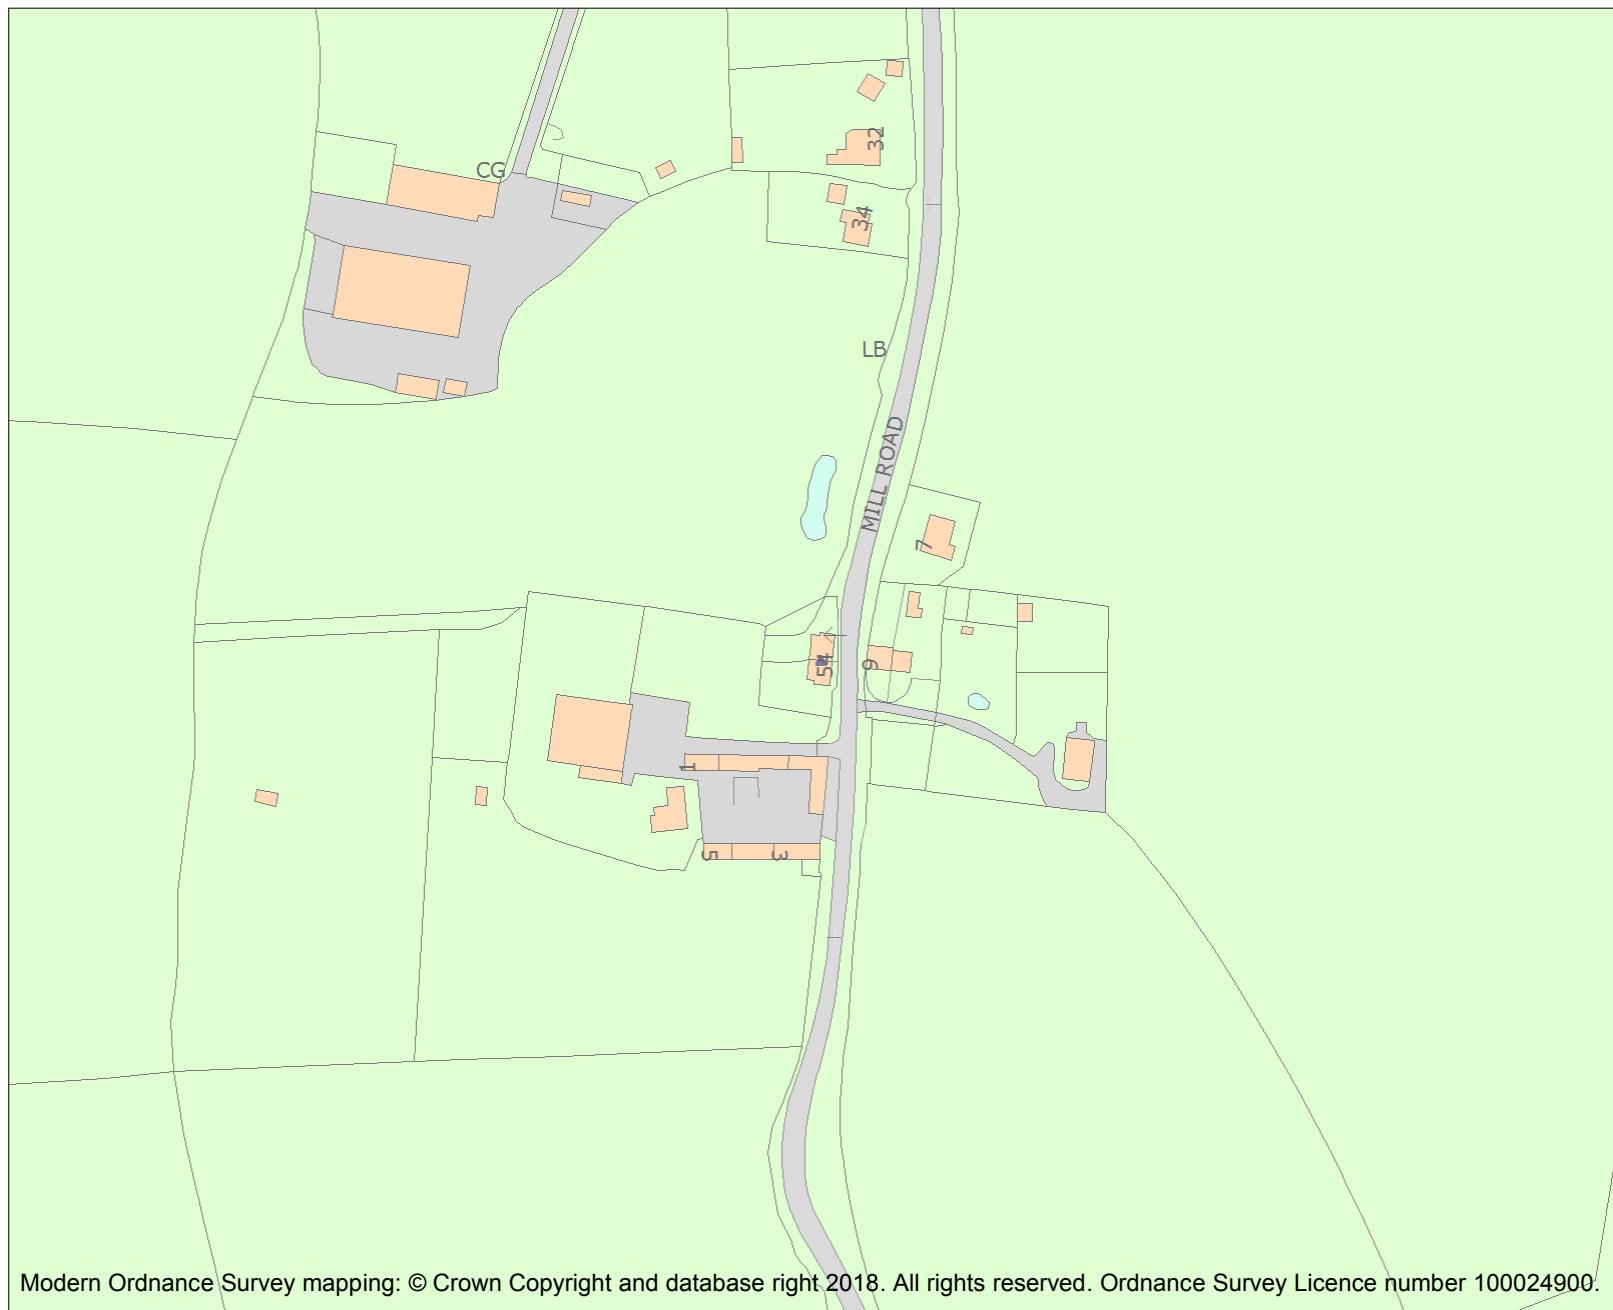 32
CG
34
LB
MILL ROAD
7
54
9
1
5
3
Modern Ordnance Survey mapping: © Crown Copyright and database right 2018. All rights reserved. Ordnance Survey Licence number 100024900.